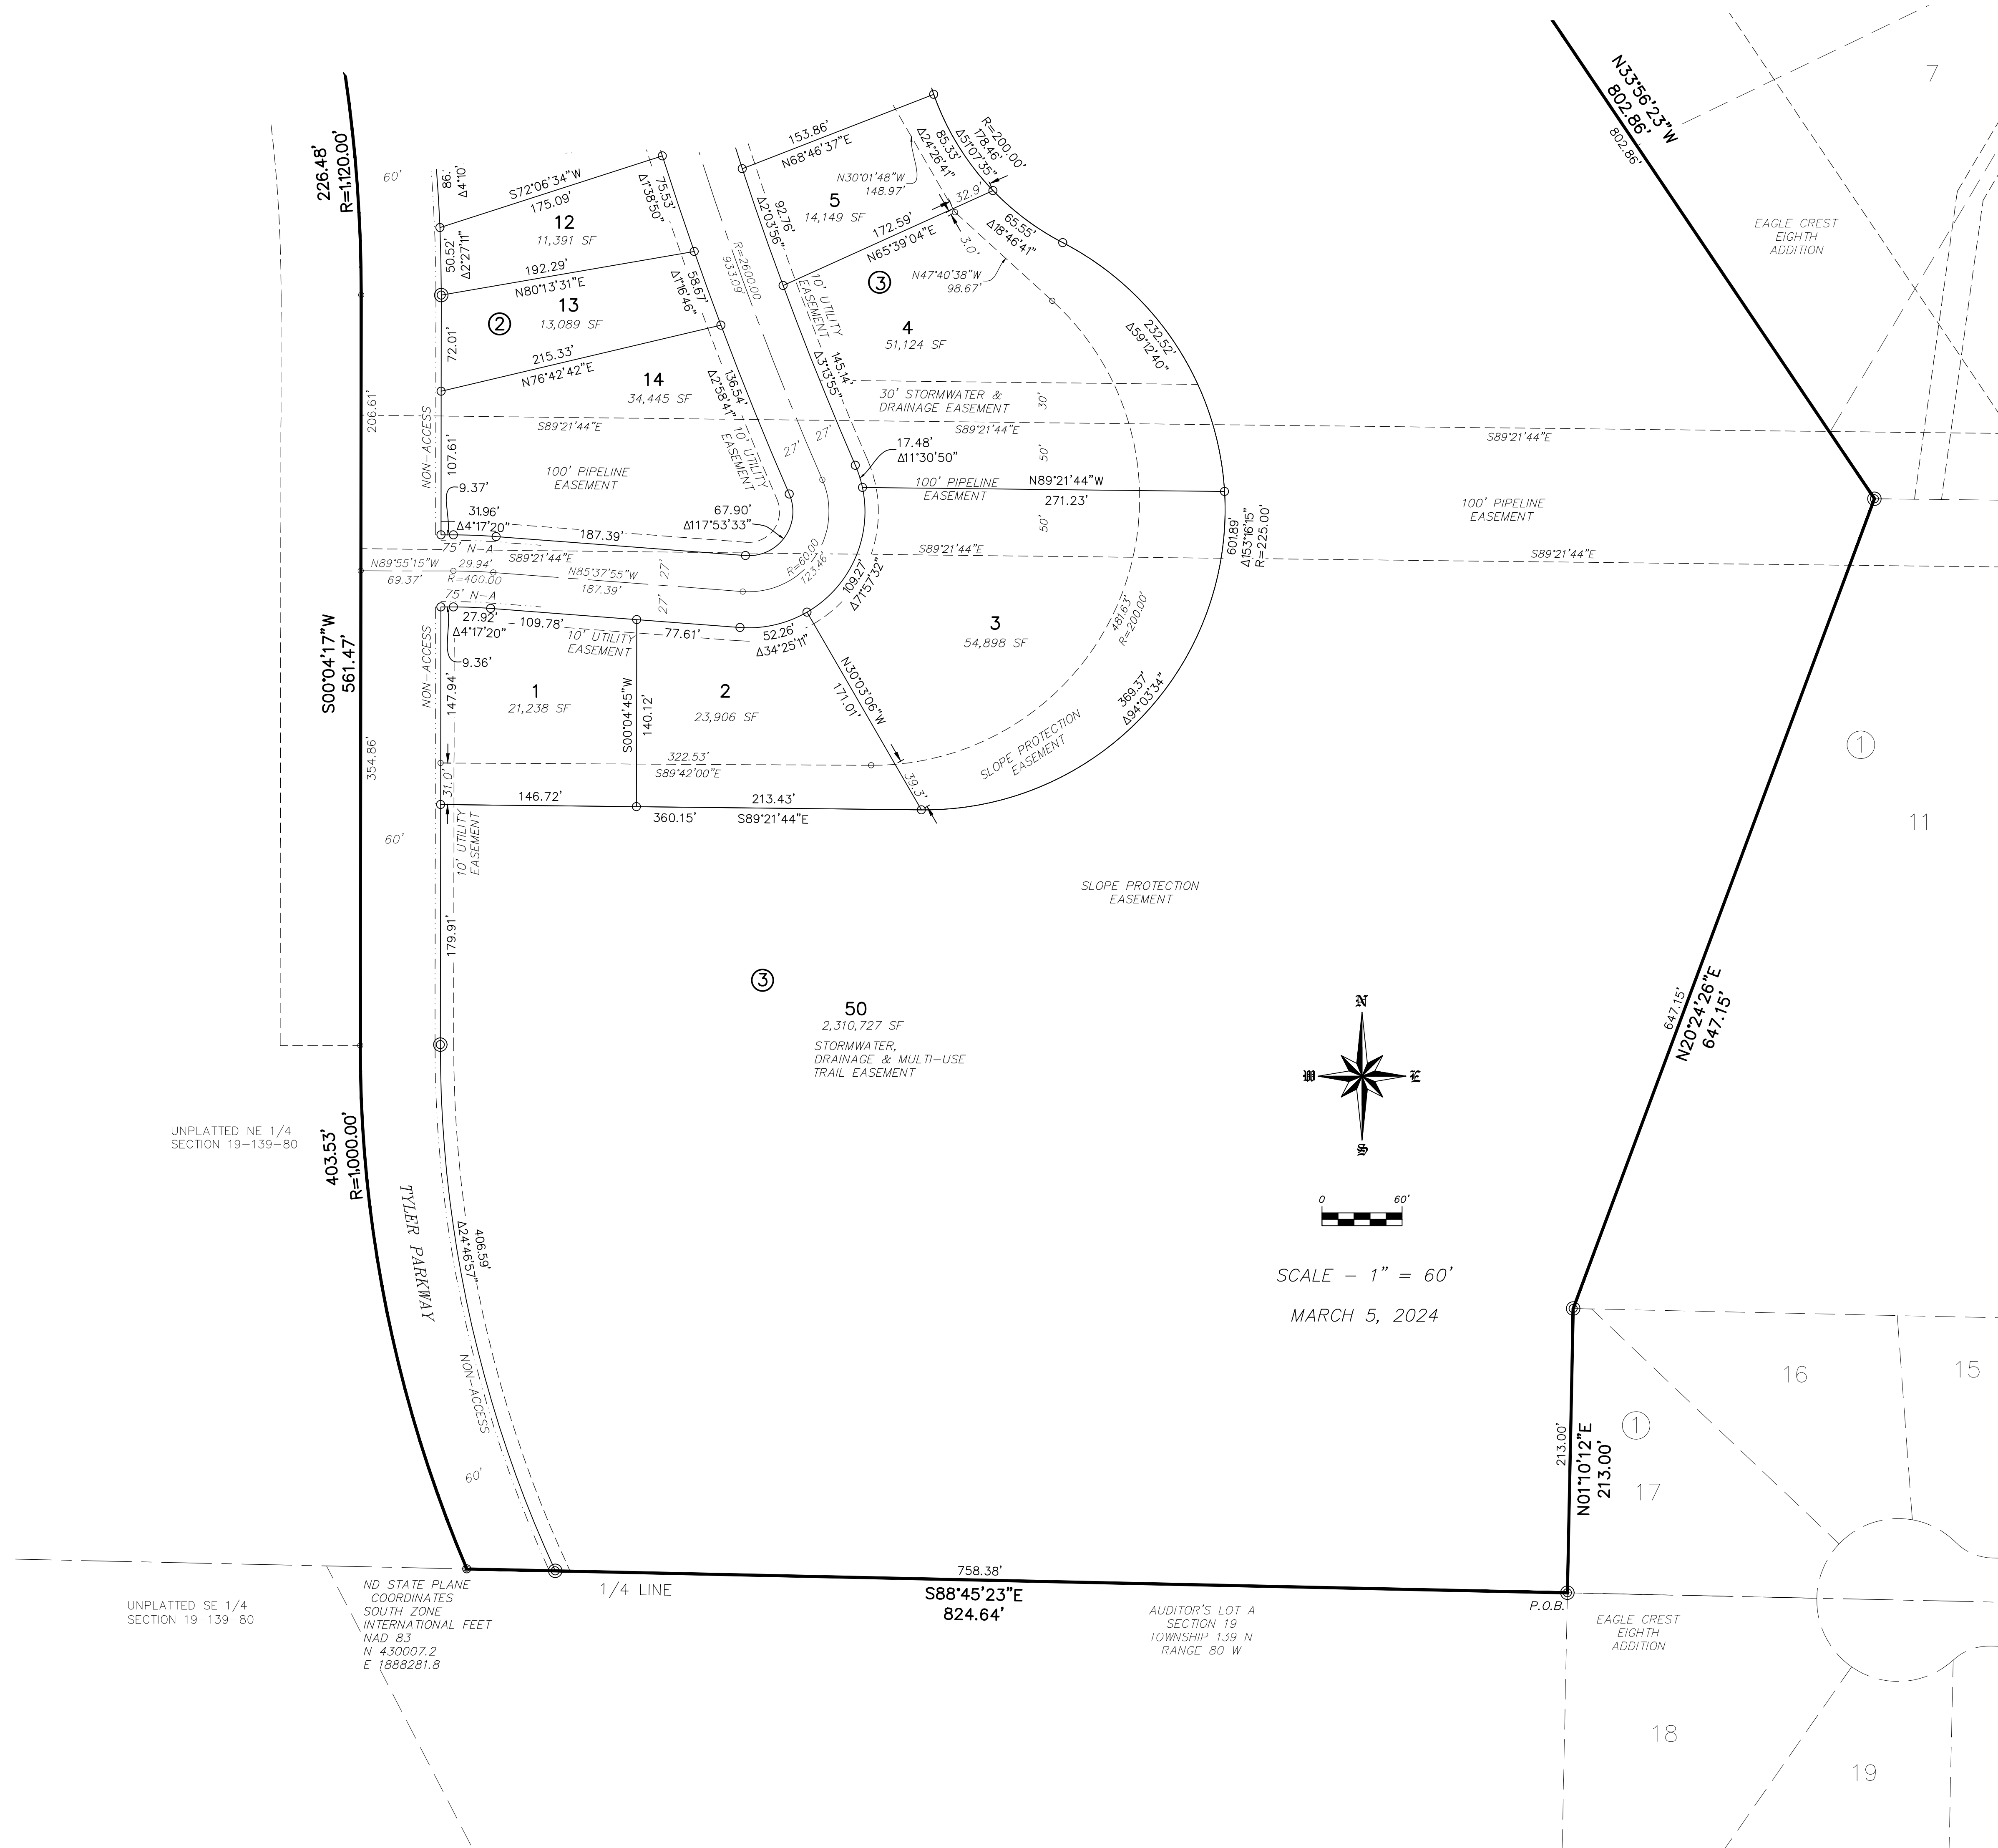 226.48'
R=1,120.00'
60'
86.
Δ4°10'
S72°06'34"W
175.09'
12
11,391 SF
75.53'
Δ1°38'50"
50.52'
Δ2°27'11"
192.29'
N80°13'31"E
13
13,089 SF
2
58.67'
Δ1°16'46"
72.01'
215.33'
N76°42'42"E
14
34,445 SF
136.54'
Δ2°58'41"
10' UTILITY
EASEMENT
R=2600.00
933.09'
27'
27'
153.86'
N68°46'37"E
N30°01'48"W
148.97'
5
14,149 SF
92.76'
Δ2°03'56"
172.59'
N65°39'04"E
Δ24°26'41"
85.33'
Δ51°07'35"
178.46'
R=200.00'
32.9'
3.0'
65.55'
Δ18°46'41"
N47°40'38"W
98.67'
3
10' UTILITY
EASEMENT
4
51,124 SF
145.14'
Δ3°13'55"
232.52'
Δ59°12'40"
30' STORMWATER &
DRAINAGE EASEMENT
30'
S89°21'44"E
S89°21'44"E
S89°21'44"E
50'
17.48'
Δ11°30'50"
100' PIPELINE
EASEMENT
N89°21'44"W
271.23'
50'
100' PIPELINE
EASEMENT
100' PIPELINE
EASEMENT
S89°21'44"E
S89°21'44"E
206.61'
NON-ACCESS
107.61'
9.37'
31.96'
Δ4°17'20"
187.39'
67.90'
Δ117°53'33"
75' N-A
S89°21'44"E
N89°55'15"W
69.37'
29.94'
R=400.00
N85°37'55"W
187.39'
27'
27'
R=60.00
123.46'
109.27'
Δ71°57'32"
601.89'
Δ153°16'15"
R=225.00'
75' N-A
27.92'
Δ4°17'20"
109.78'
10' UTILITY
EASEMENT
77.61'
52.26'
Δ34°25'11"
9.36'
NON-ACCESS
147.94'
S00°04'17"W
561.47'
354.86'
1
21,238 SF
S00°04'45"W
140.12'
2
23,906 SF
N30°03'06"W
171.01'
3
54,898 SF
481.63'
R=200.00'
369.37'
Δ94°03'34"
SLOPE PROTECTION
EASEMENT
322.53'
S89°42'00"E
31.0'
39.3'
146.72'
213.43'
360.15'
S89°21'44"E
10' UTILITY
EASEMENT
60'
179.91'
SLOPE PROTECTION
EASEMENT
3
50
2,310,727 SF
STORMWATER,
DRAINAGE & MULTI-USE
TRAIL EASEMENT
N33°56'23"W
802.86'
802.86'
7
EAGLE CREST
EIGHTH
ADDITION
1
11
647.15'
N20°24'26"E
647.15'
N
W
E
S
0
60'
SCALE - 1" = 60'
MARCH 5, 2024
UNPLATTED NE 1/4
SECTION 19-139-80
403.53'
R=1,000.00'
TYLER PARKWAY
406.59'
Δ24°46'57"
NON-ACCESS
60'
16
15
1
17
213.00'
N01°10'12"E
213.00'
758.38'
S88°45'23"E
824.64'
1/4 LINE
P.O.B.
UNPLATTED SE 1/4
SECTION 19-139-80
ND STATE PLANE
COORDINATES
SOUTH ZONE
INTERNATIONAL FEET
NAD 83
N 430007.2
E 1888281.8
AUDITOR'S LOT A
SECTION 19
TOWNSHIP 139 N
RANGE 80 W
EAGLE CREST
EIGHTH
ADDITION
18
19